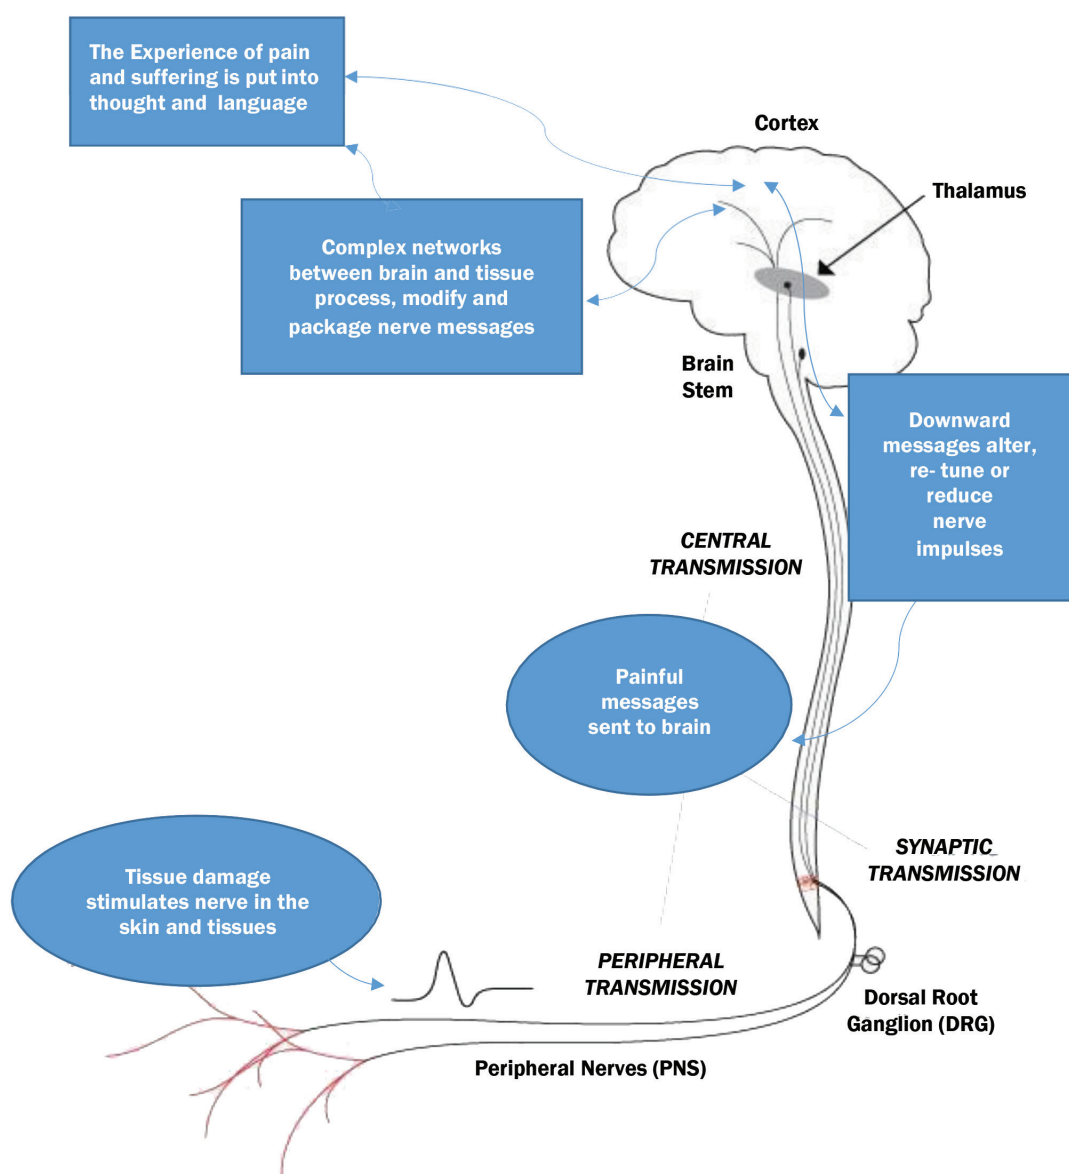 The Experience of pain
and suffering is put into
thought and language
Cortex
Thalamus
Complex networks
between brain and tissue
process, modify and
package nerve messages
Brain
Stem
Downward
messages alter,
re- tune or
reduce
nerve
impulses
CENTRAL
TRANSMISSION
Painful
messages
sent to brain
SYNAPTIC
TRANSMISSION
Tissue damage
stimulates nerve in the
skin and tissues
PERIPHERAL
TRANSMISSION
Dorsal Root
Ganglion (DRG)
Peripheral Nerves (PNS)